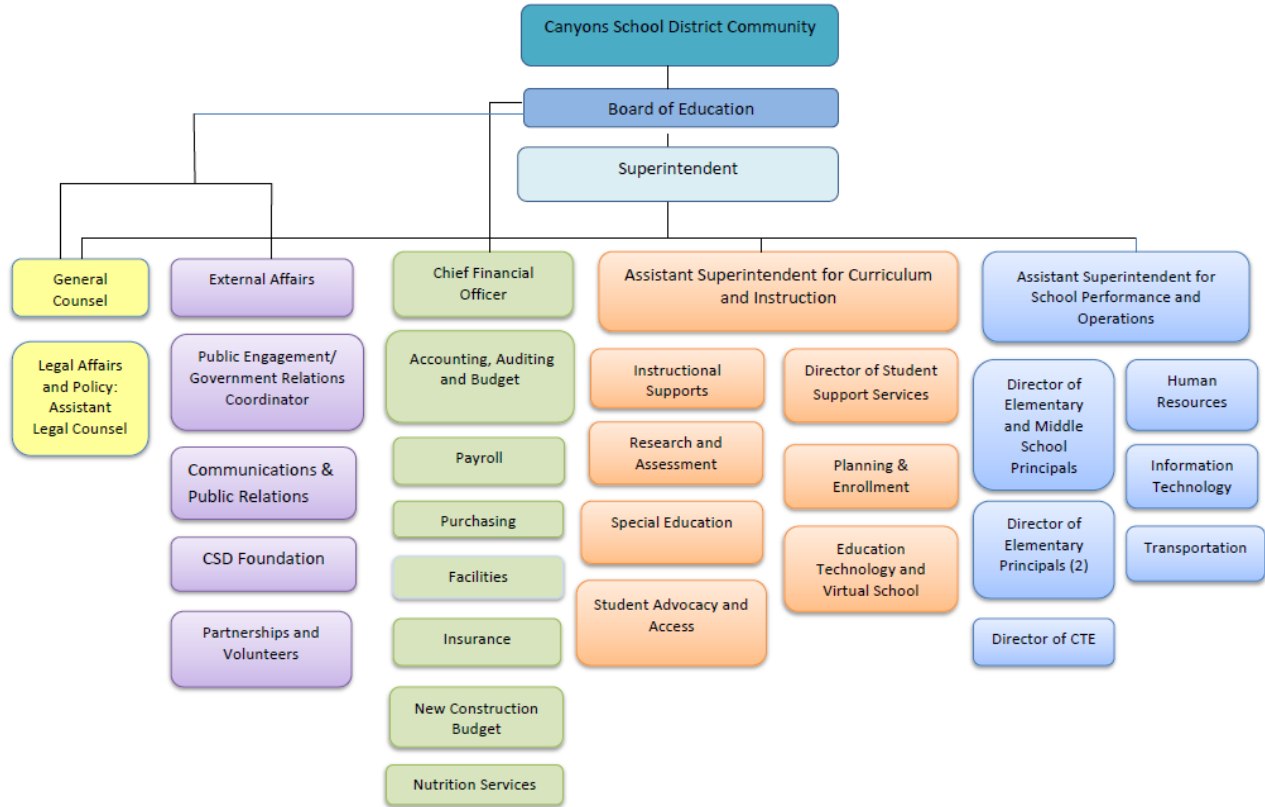 Canyons School District Community
Board of Education
Superintendent
General
Counsel
Legal Affairs
and Policy:
Assistant
Legal Counsel
External Affairs
Public Engagement/
Government Relations
Coordinator
Communications &
Public Relations
CSD Foundation
Partnerships and
Volunteers
Chief Financial
Officer
Accounting, Auditing
and Budget
Payroll
Purchasing
Facilities
Insurance
New Construction
Budget
Nutrition Services
Assistant Superintendent for Curriculum
and Instruction
Instructional
Supports
Research and
Assessment
Special Education
Student Advocacy and
Access
Director of Student
Support Services
Planning &
Enrollment
Education
Technology and
Virtual School
Assistant Superintendent for
School Performance and
Operations
Director of
Elementary
and Middle
School
Principals
Director of
Elementary
Principals (2)
Director of CTE
Human
Resources
Information
Technology
Transportation